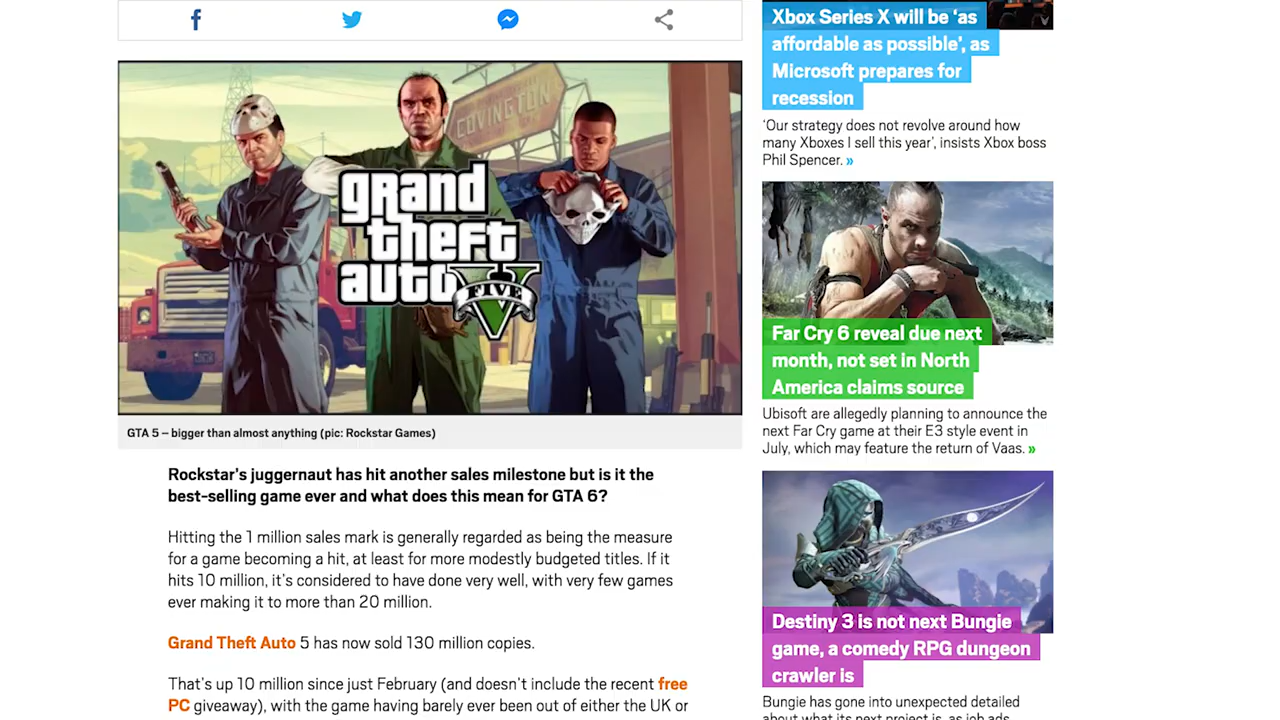 COVINGTON
grand
theft
auto
FIVE
GTA 5 – bigger than almost anything (pic: Rockstar Games)
Rockstar's juggernaut has hit another sales milestone but is it the
best-selling game ever and what does this mean for GTA 6?
Hitting the 1 million sales mark is generally regarded as being the measure
for a game becoming a hit, at least for more modestly budgeted titles. If it
hits 10 million, it's considered to have done very well, with very few games
ever making it to more than 20 million.
Grand Theft Auto 5 has now sold 130 million copies.
That's up 10 million since just February (and doesn't include the recent free
PC giveaway), with the game having barely ever been out of either the UK or
Xbox Series X will be ‘as
affordable as possible’, as
Microsoft prepares for
recession
‘Our strategy does not revolve around how
many Xboxes I sell this year’, insists Xbox boss
Phil Spencer. »
Far Cry 6 reveal due next
month, not set in North
America claims source
Ubisoft are allegedly planning to announce the
next Far Cry game at their E3 style event in
July, which may feature the return of Vaas. »
Destiny 3 is not next Bungie
game, a comedy RPG dungeon
crawler is
Bungie has gone into unexpected detailed
about what its next project is, as job ads